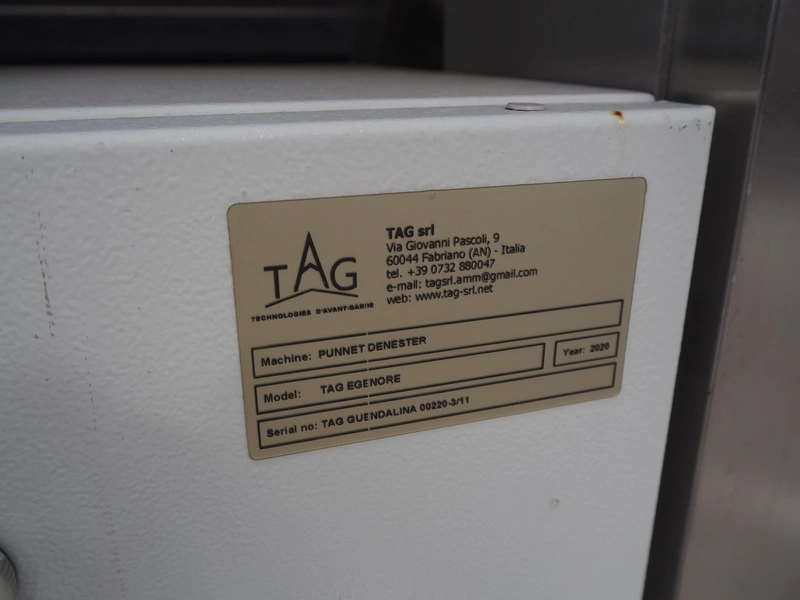 TAG
TECHNOLOGIES D'AVANT-GARDE
TAG srl
Via Giovanni Pascoli, 9
60044 Fabriano (AN) - Italia
tel. +39 0732 880047
e-mail: tagsrl.amm@gmail.com
web: www.tag-srl.net
Machine: PUNNET DENESTER
Model: TAG EGENORE
Year: 2020
Serial no: TAG GUENDALINA 00220-3/11